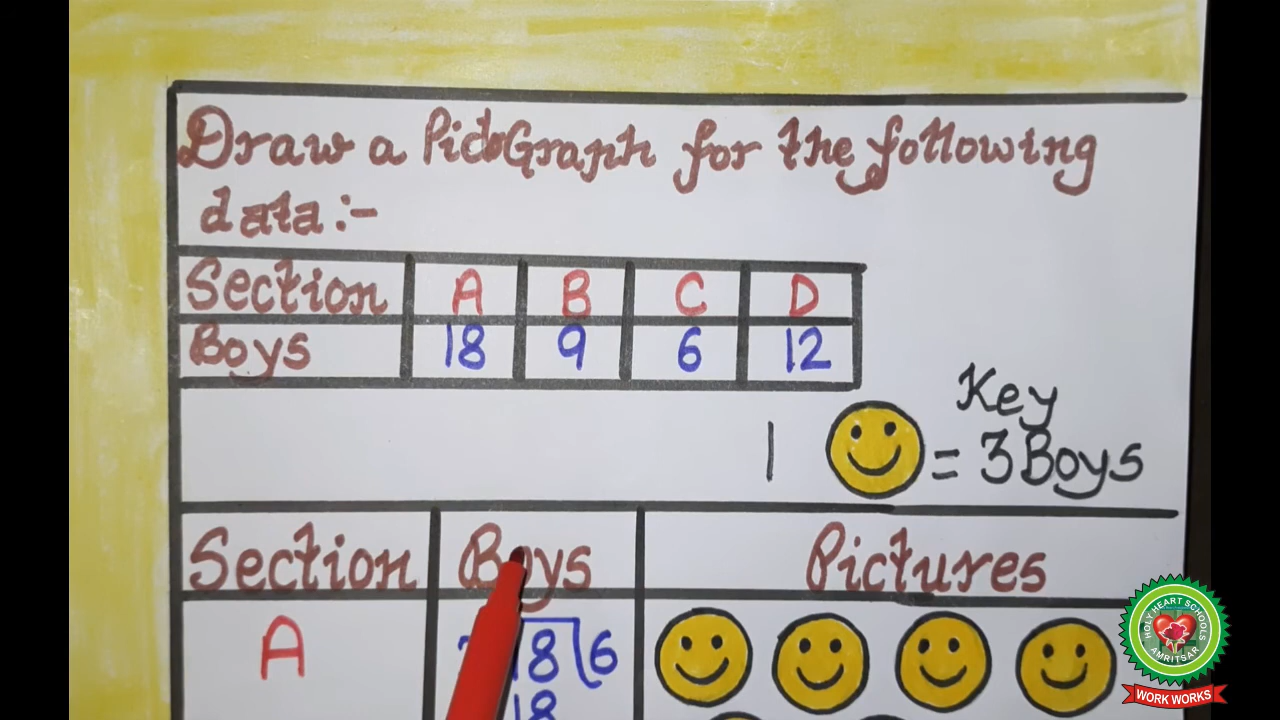 Draw a PictoGraph for the following
data :-
Section A B C D
Boys 18 9 6 12
Key
1 = 3 Boys
Section Boys Pictures
A 18 6
18
HOLY HEART SCHOOLS
AMRITSAR
WORK WORKS